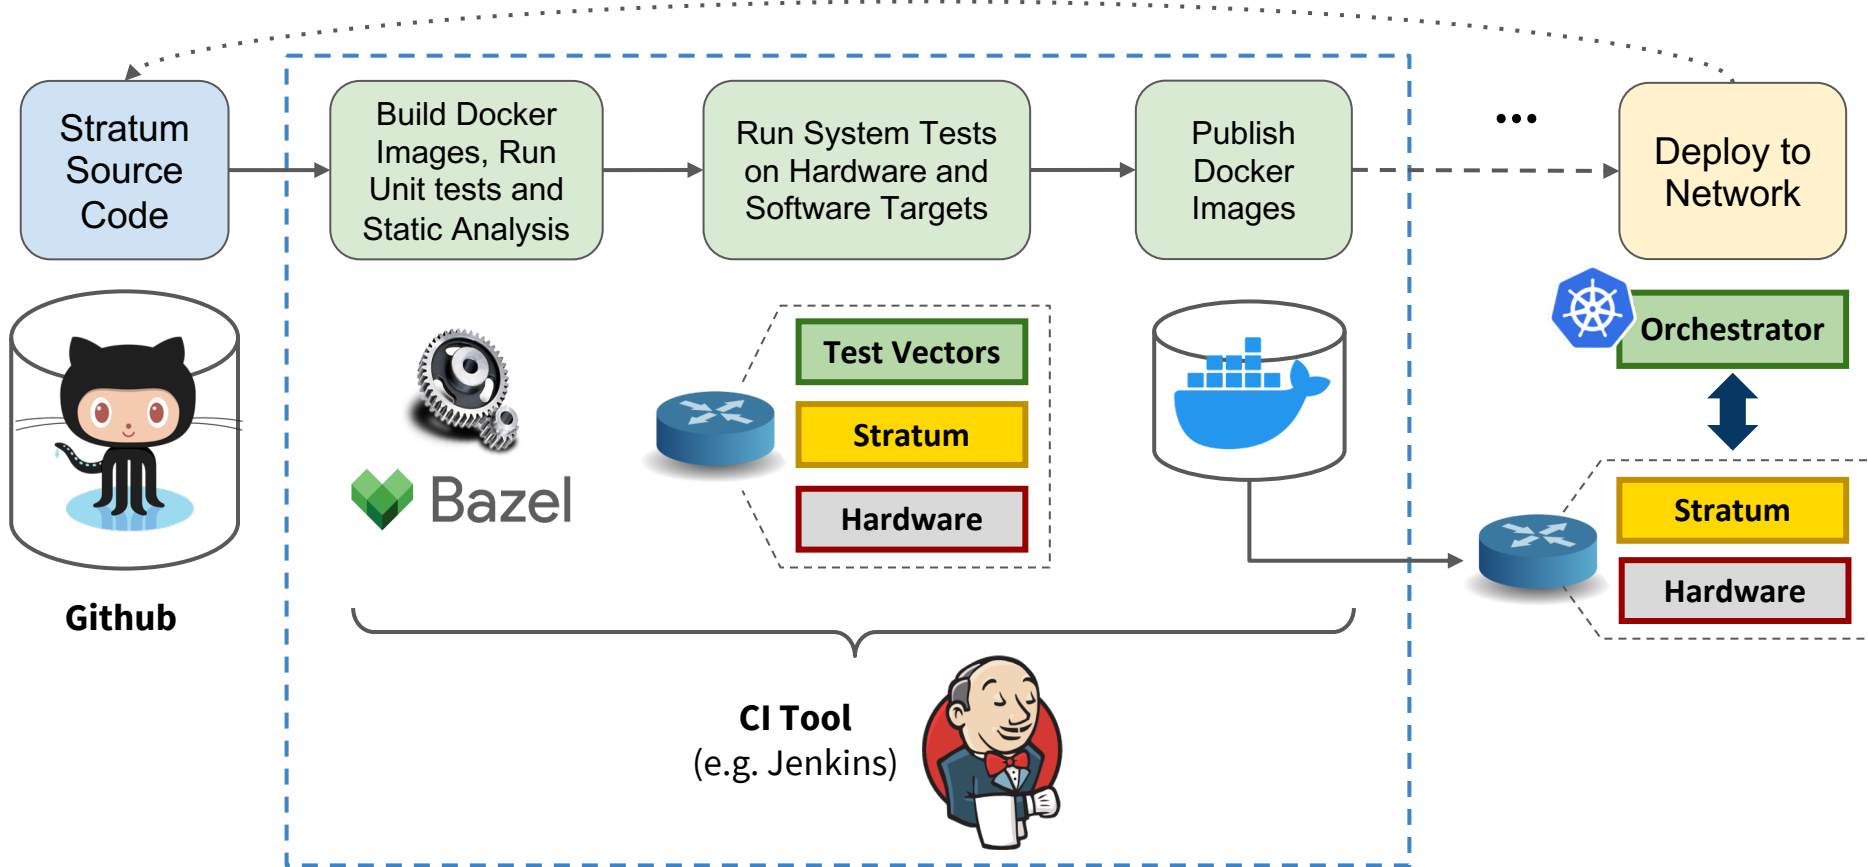 Stratum
Source
Code
Build Docker
Images, Run
Unit tests and
Static Analysis
Run System Tests
on Hardware and
Software Targets
Publish
Docker
Images
...
Deploy to
Network
Github
Bazel
Test Vectors
Stratum
Hardware
Orchestrator
Stratum
Hardware
CI Tool
(e.g. Jenkins)